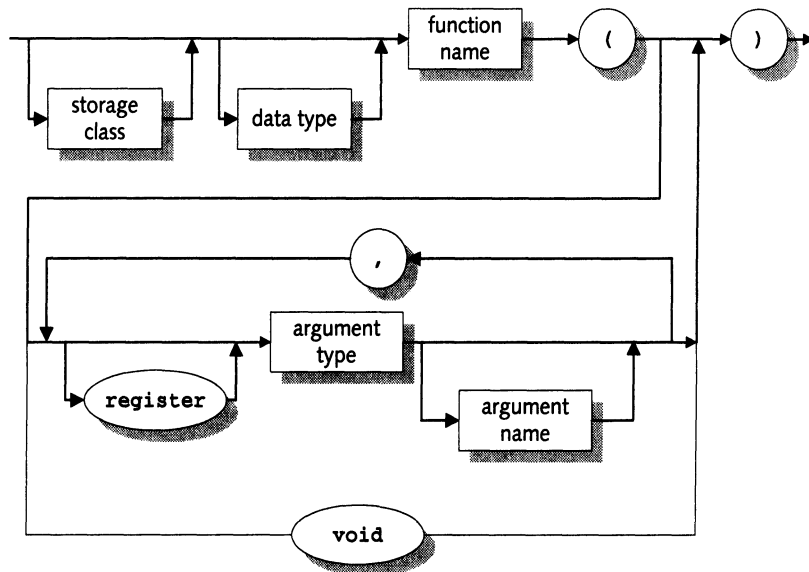 function
name
(
)
storage
class
data type
,
argument
type
register
argument
name
void